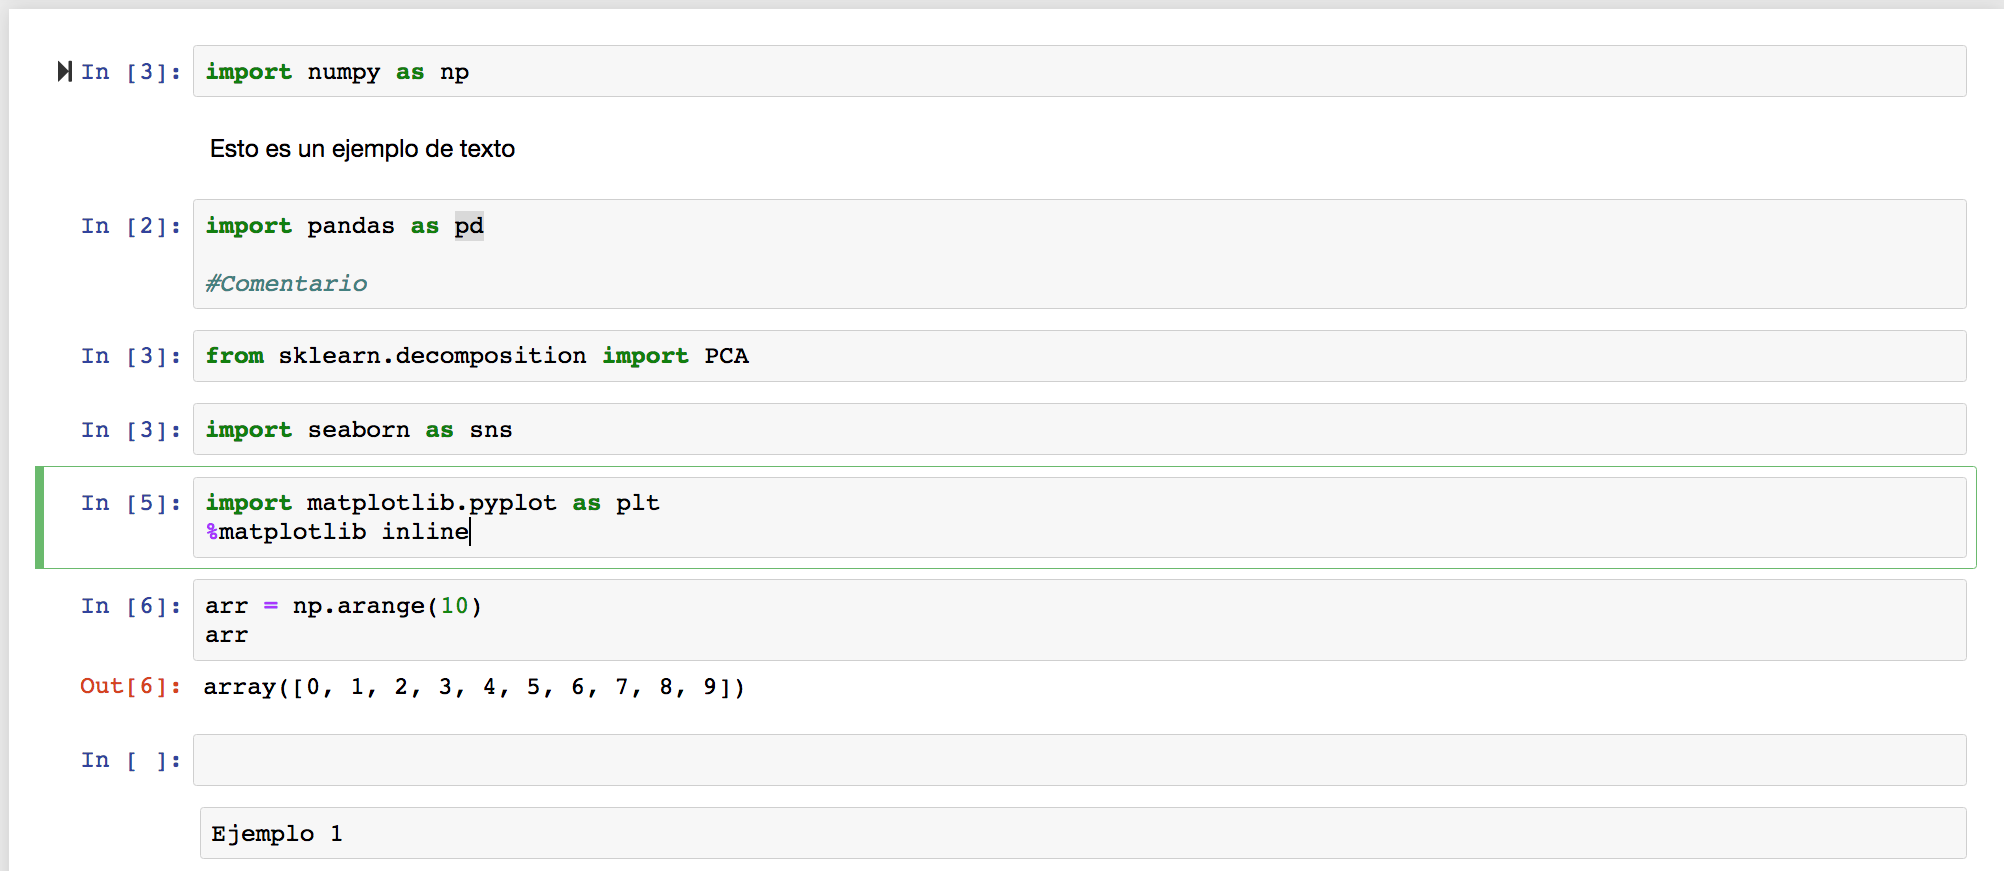 In [3]: import numpy as np
Esto es un ejemplo de texto
In [2]: import pandas as pd
#Comentario
In [3]: from sklearn.decomposition import PCA
In [3]: import seaborn as sns
In [5]: import matplotlib.pyplot as plt
%matplotlib inline
In [6]: arr = np.arange(10)
arr
Out[6]: array([0, 1, 2, 3, 4, 5, 6, 7, 8, 9])
In [ ]:
Ejemplo 1